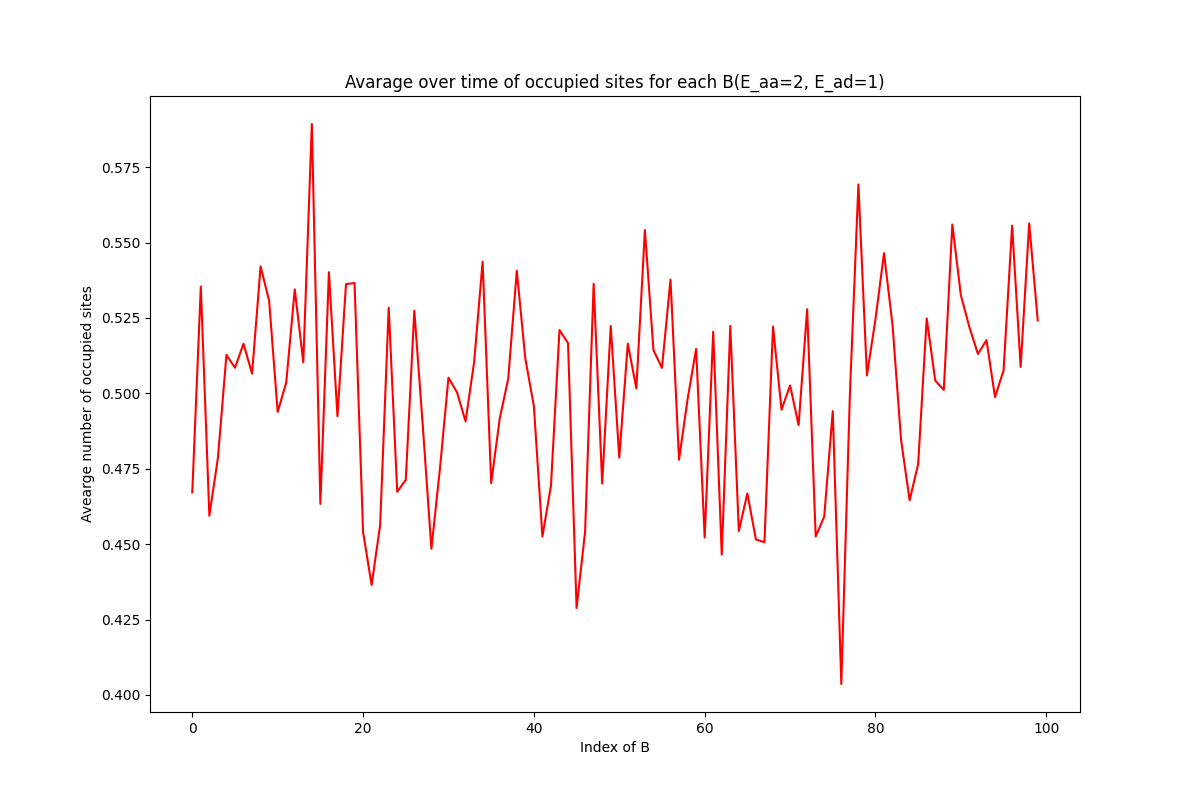 Avarage over time of occupied sites for each B(E_aa=2, E_ad=1)
Avearge number of occupied sites
0.575
0.550
0.525
0.500
0.475
0.450
0.425
0.400
0 20 40 60 80 100
Index of B